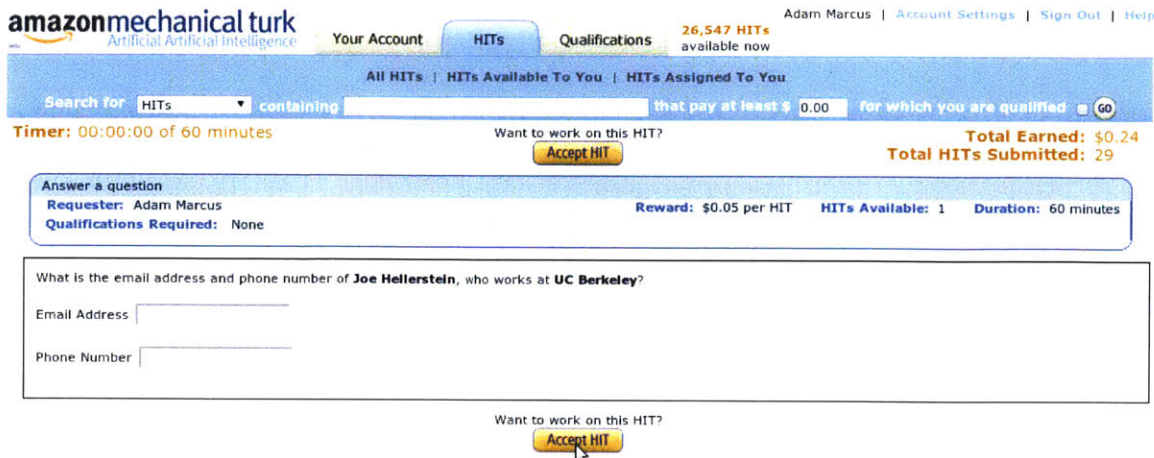 Adam Marcus | Account Settings | Sign Out | Help
amazonmechanical turk
Artificial Artificial Intelligence
Your Account
HITs
Qualifications
26,547 HITs
available now
All HITs | HITs Available To You | HITs Assigned To You
Search for HITs containing that pay at least $ 0.00 for which you are qualified GO
Timer: 00:00:00 of 60 minutes
Want to work on this HIT?
Accept HIT
Total Earned: $0.24
Total HITs Submitted: 29
Answer a question
Requester: Adam Marcus Reward: $0.05 per HIT HITs Available: 1 Duration: 60 minutes
Qualifications Required: None
What is the email address and phone number of Joe Hellerstein, who works at UC Berkeley?
Email Address
Phone Number
Want to work on this HIT?
Accept HIT